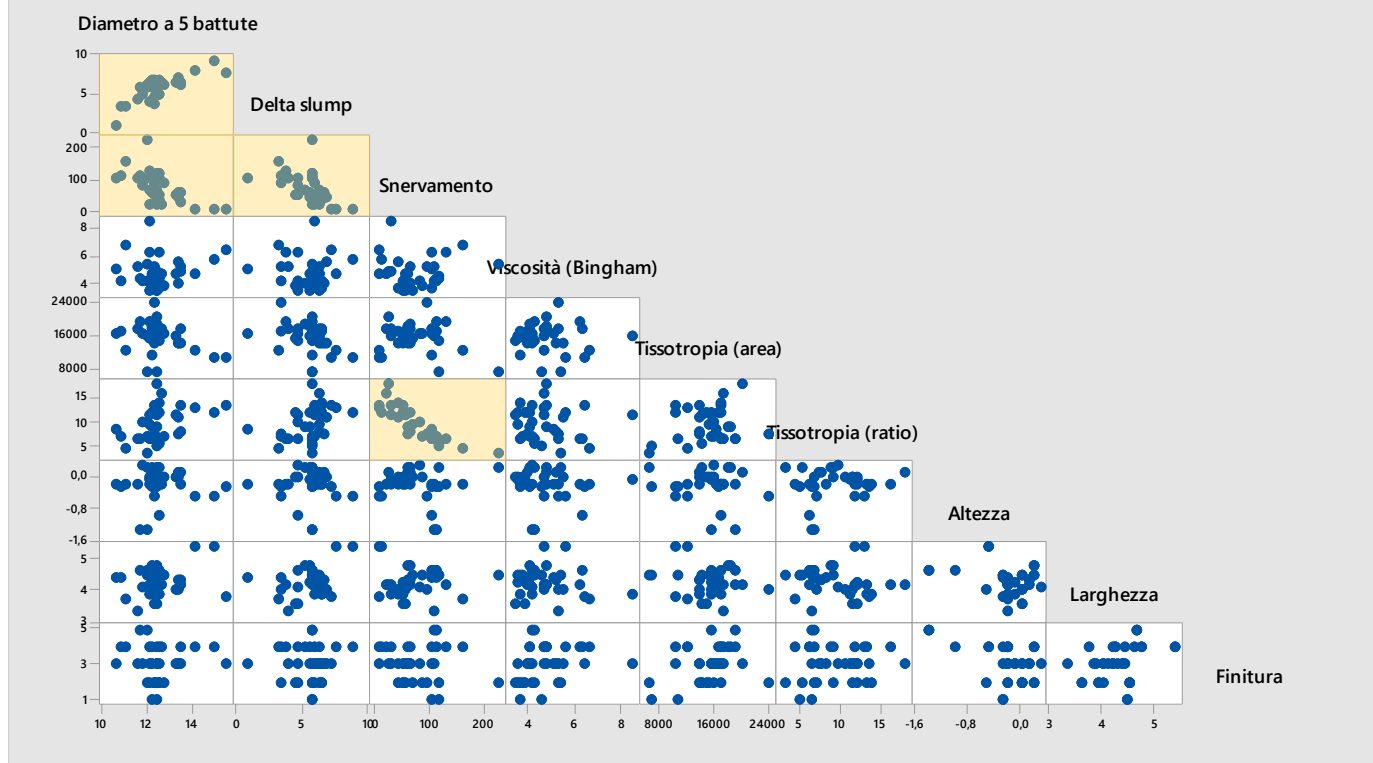 Diametro a 5 battute
10
5
0
Delta slump
200
100
0
Snervamento
8
6
4
Viscosità (Bingham)
24000
16000
8000
Tissotropia (area)
15
10
5
Tissotropia (ratio)
0,0
-0,8
-1,6
Altezza
5
4
3
Larghezza
5
3
1
Finitura
10 12 14 0 5 10 0 100 200 4 6 8 8000 16000 24000 5 10 15 -1,6 -0,8 0,0 3 4 5